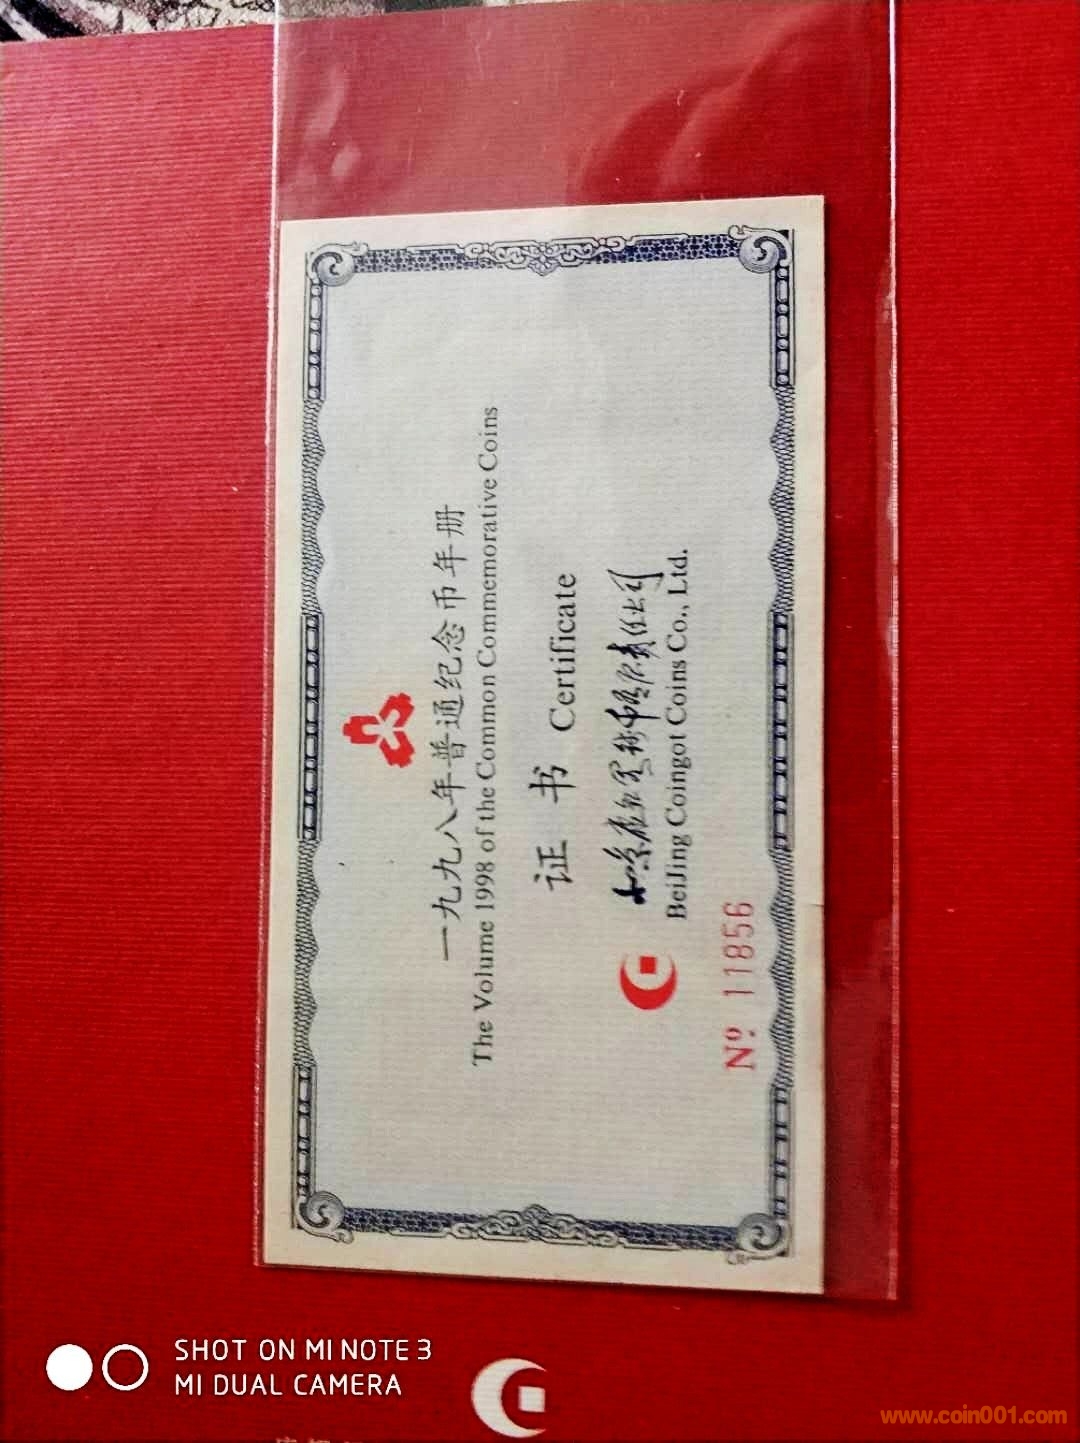 一九九八年普通纪念币年册
The Volume 1998 of the Common Commemorative Coins
证 书 Certificate
BeiJing Coingot Coins Co., Ltd.
Nº 11856
SHOT ON MI NOTE 3
MI DUAL CAMERA
www.coin001.com